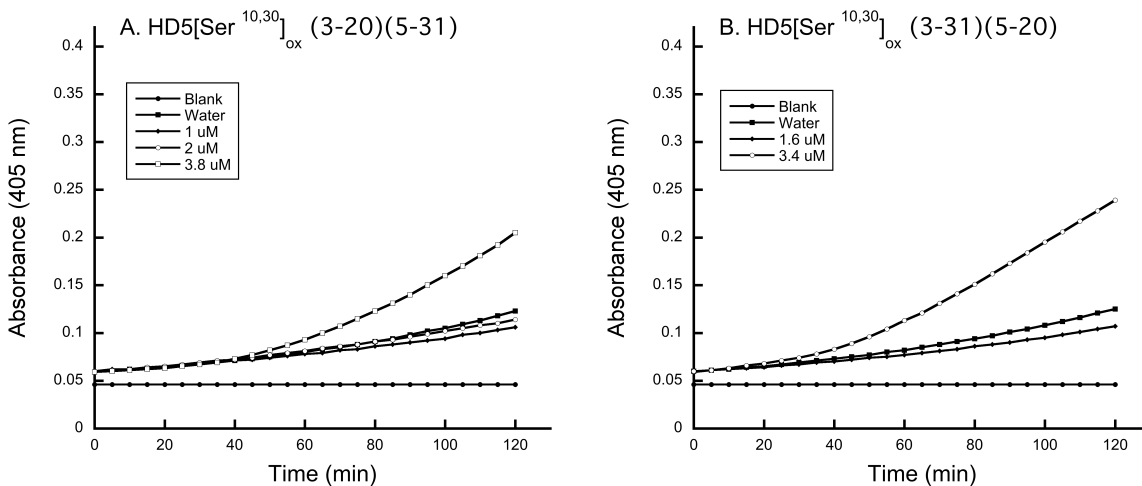 A. HD5[Ser 10,30]ox (3-20)(5-31)
Absorbance (405 nm)
0.4
0.35
0.3
0.25
0.2
0.15
0.1
0.05
0
Blank
Water
1 uM
2 uM
3.8 uM
0 20 40 60 80 100 120
Time (min)
B. HD5[Ser 10,30]ox (3-31)(5-20)
Absorbance (405 nm)
0.4
0.35
0.3
0.25
0.2
0.15
0.1
0.05
0
Blank
Water
1.6 uM
3.4 uM
0 20 40 60 80 100 120
Time (min)